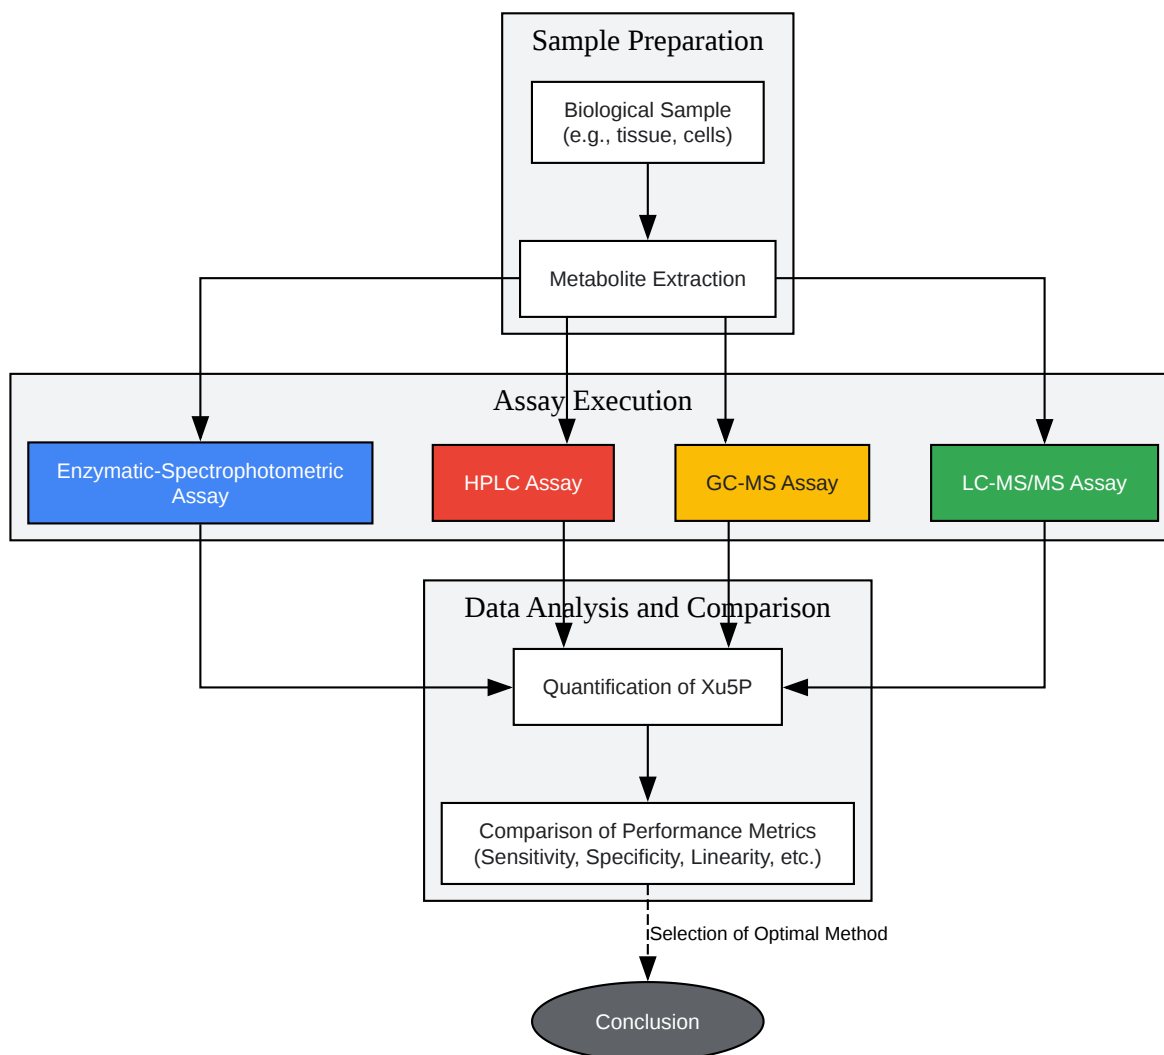 Sample Preparation
Biological Sample
(e.g., tissue, cells)
Metabolite Extraction
Assay Execution
Enzymatic-Spectrophotometric
Assay
HPLC Assay
GC-MS Assay
LC-MS/MS Assay
Data Analysis and Comparison
Quantification of Xu5P
Comparison of Performance Metrics
(Sensitivity, Specificity, Linearity, etc.)
Selection of Optimal Method
Conclusion